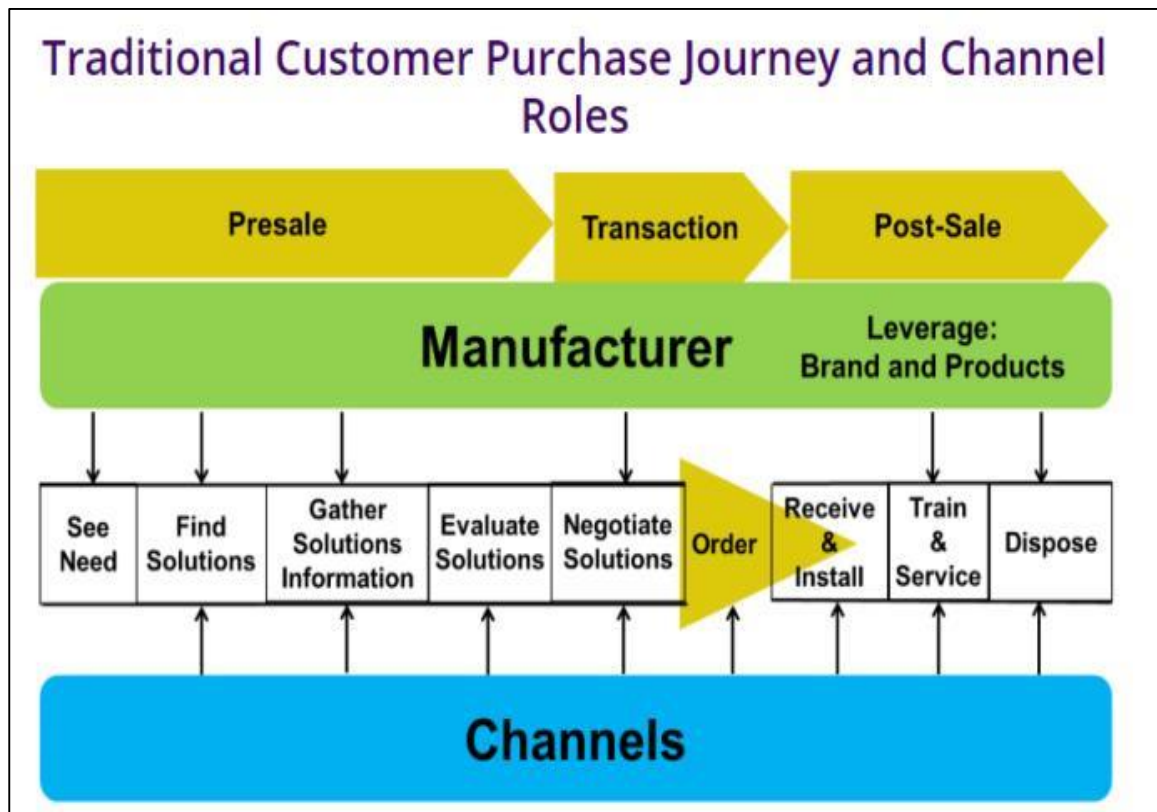 Traditional Customer Purchase Journey and Channel
Roles
Presale
Transaction
Post-Sale
Manufacturer
Leverage:
Brand and Products
See
Need
Find
Solutions
Gather
Solutions
Information
Evaluate
Solutions
Negotiate
Solutions
Order
Receive
&
Install
Train
&
Service
Dispose
Channels